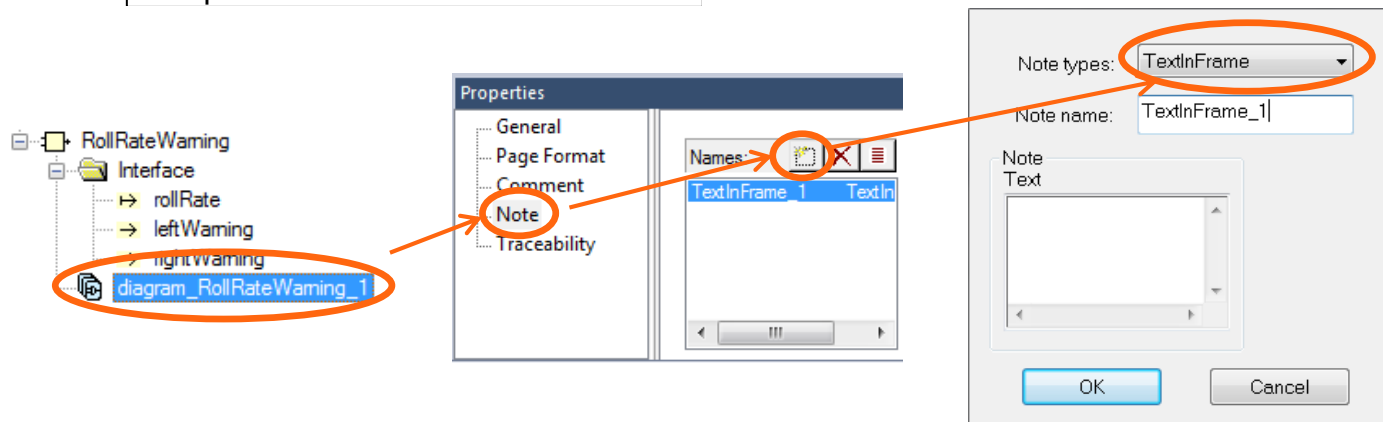 RollRateWarning
Interface
rollRate
leftWarning
rightWarning
diagram_RollRateWarning_1
Properties
General
Page Format
Comment
Note
Traceability
Names:
TextInFrame_1 TextIn
Note types: TextInFrame
Note name: TextInFrame_1
Note
Text
OK Cancel